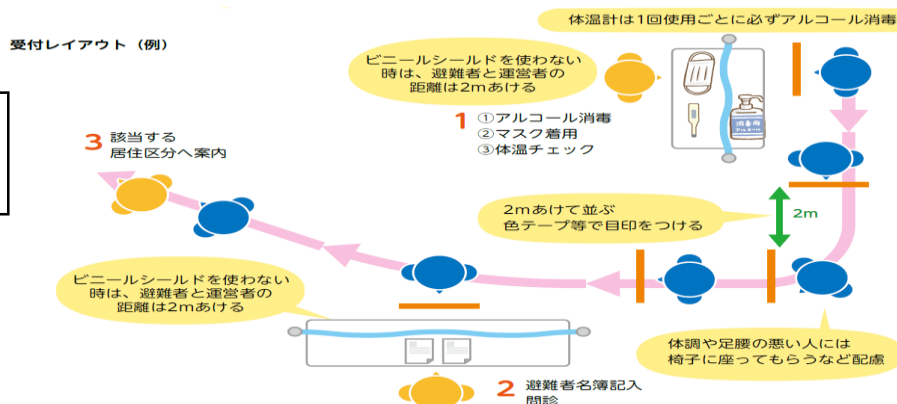 受付レイアウト（例）
体温計は1回使用ごとに必ずアルコール消毒
ビニールシールドを使わない
時は、避難者と運営者の
距離は2mあける
1 ①アルコール消毒
②マスク着用
③体温チェック
消毒用
アルコール
3 該当する
居住区分へ案内
2mあけて並ぶ
色テープ等で目印をつける
2m
ビニールシールドを使わない
時は、避難者と運営者の
距離は2mあける
体調や足腰の悪い人には
椅子に座ってもらうなど配慮
2 避難者名簿記入
問診